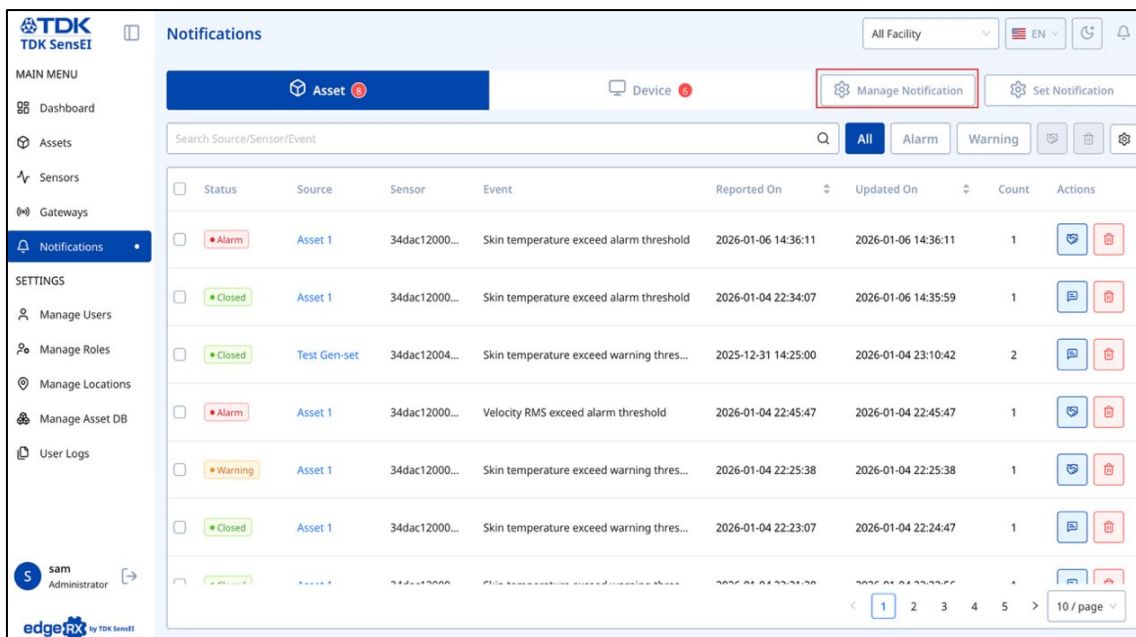 TDK
TDK SensEI
Notifications
All Facility
EN
MAIN MENU
Dashboard
Assets
Sensors
Gateways
Notifications
SETTINGS
Manage Users
Manage Roles
Manage Locations
Manage Asset DB
User Logs
S
sam
Administrator
edgeRX by TDK SensEI
Asset 8
Device 6
Manage Notification
Set Notification
Search Source/Sensor/Event
All
Alarm
Warning
Status Source Sensor Event Reported On Updated On Count Actions
Alarm Asset 1 34dac12000... Skin temperature exceed alarm threshold 2026-01-06 14:36:11 2026-01-06 14:36:11 1
Closed Asset 1 34dac12000... Skin temperature exceed alarm threshold 2026-01-04 22:34:07 2026-01-06 14:35:59 1
Closed Test Gen-set 34dac12004... Skin temperature exceed warning thres... 2025-12-31 14:25:00 2026-01-04 23:10:42 2
Alarm Asset 1 34dac12000... Velocity RMS exceed alarm threshold 2026-01-04 22:45:47 2026-01-04 22:45:47 1
Warning Asset 1 34dac12000... Skin temperature exceed warning thres... 2026-01-04 22:25:38 2026-01-04 22:25:38 1
Closed Asset 1 34dac12000... Skin temperature exceed warning thres... 2026-01-04 22:23:07 2026-01-04 22:24:47 1
1 2 3 4 5
10 / page